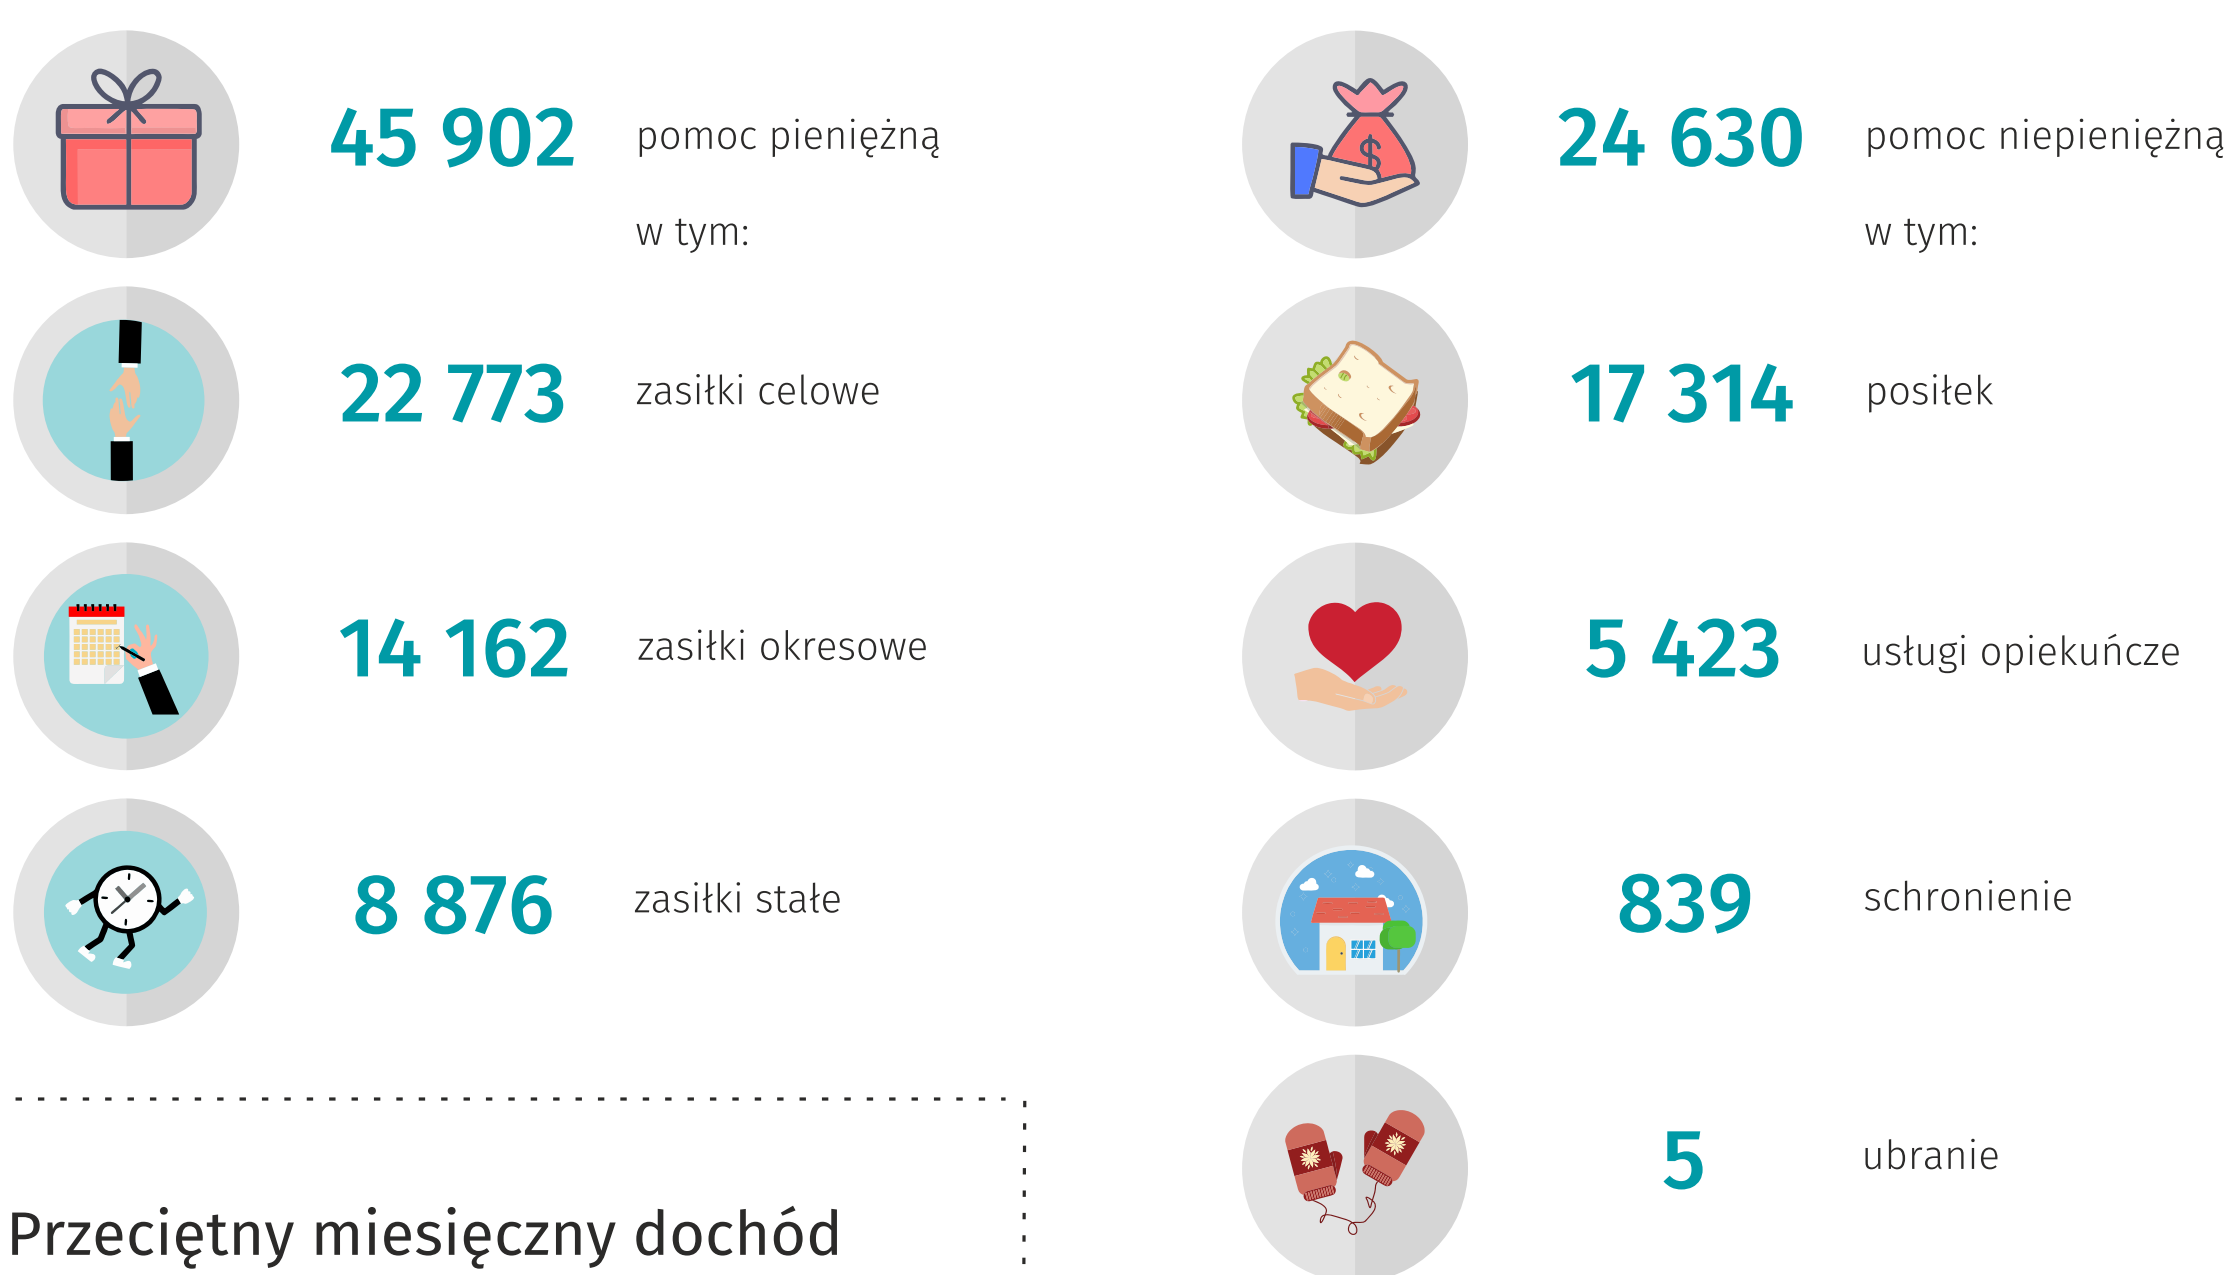 45 902 pomoc pieniężną
w tym:
22 773 zasiłki celowe
14 162 zasiłki okresowe
8 876 zasiłki stałe
Przeciętny miesięczny dochód
24 630 pomoc niepieniężną
w tym:
17 314 posiłek
5 423 usługi opiekuńcze
839 schronienie
5 ubranie